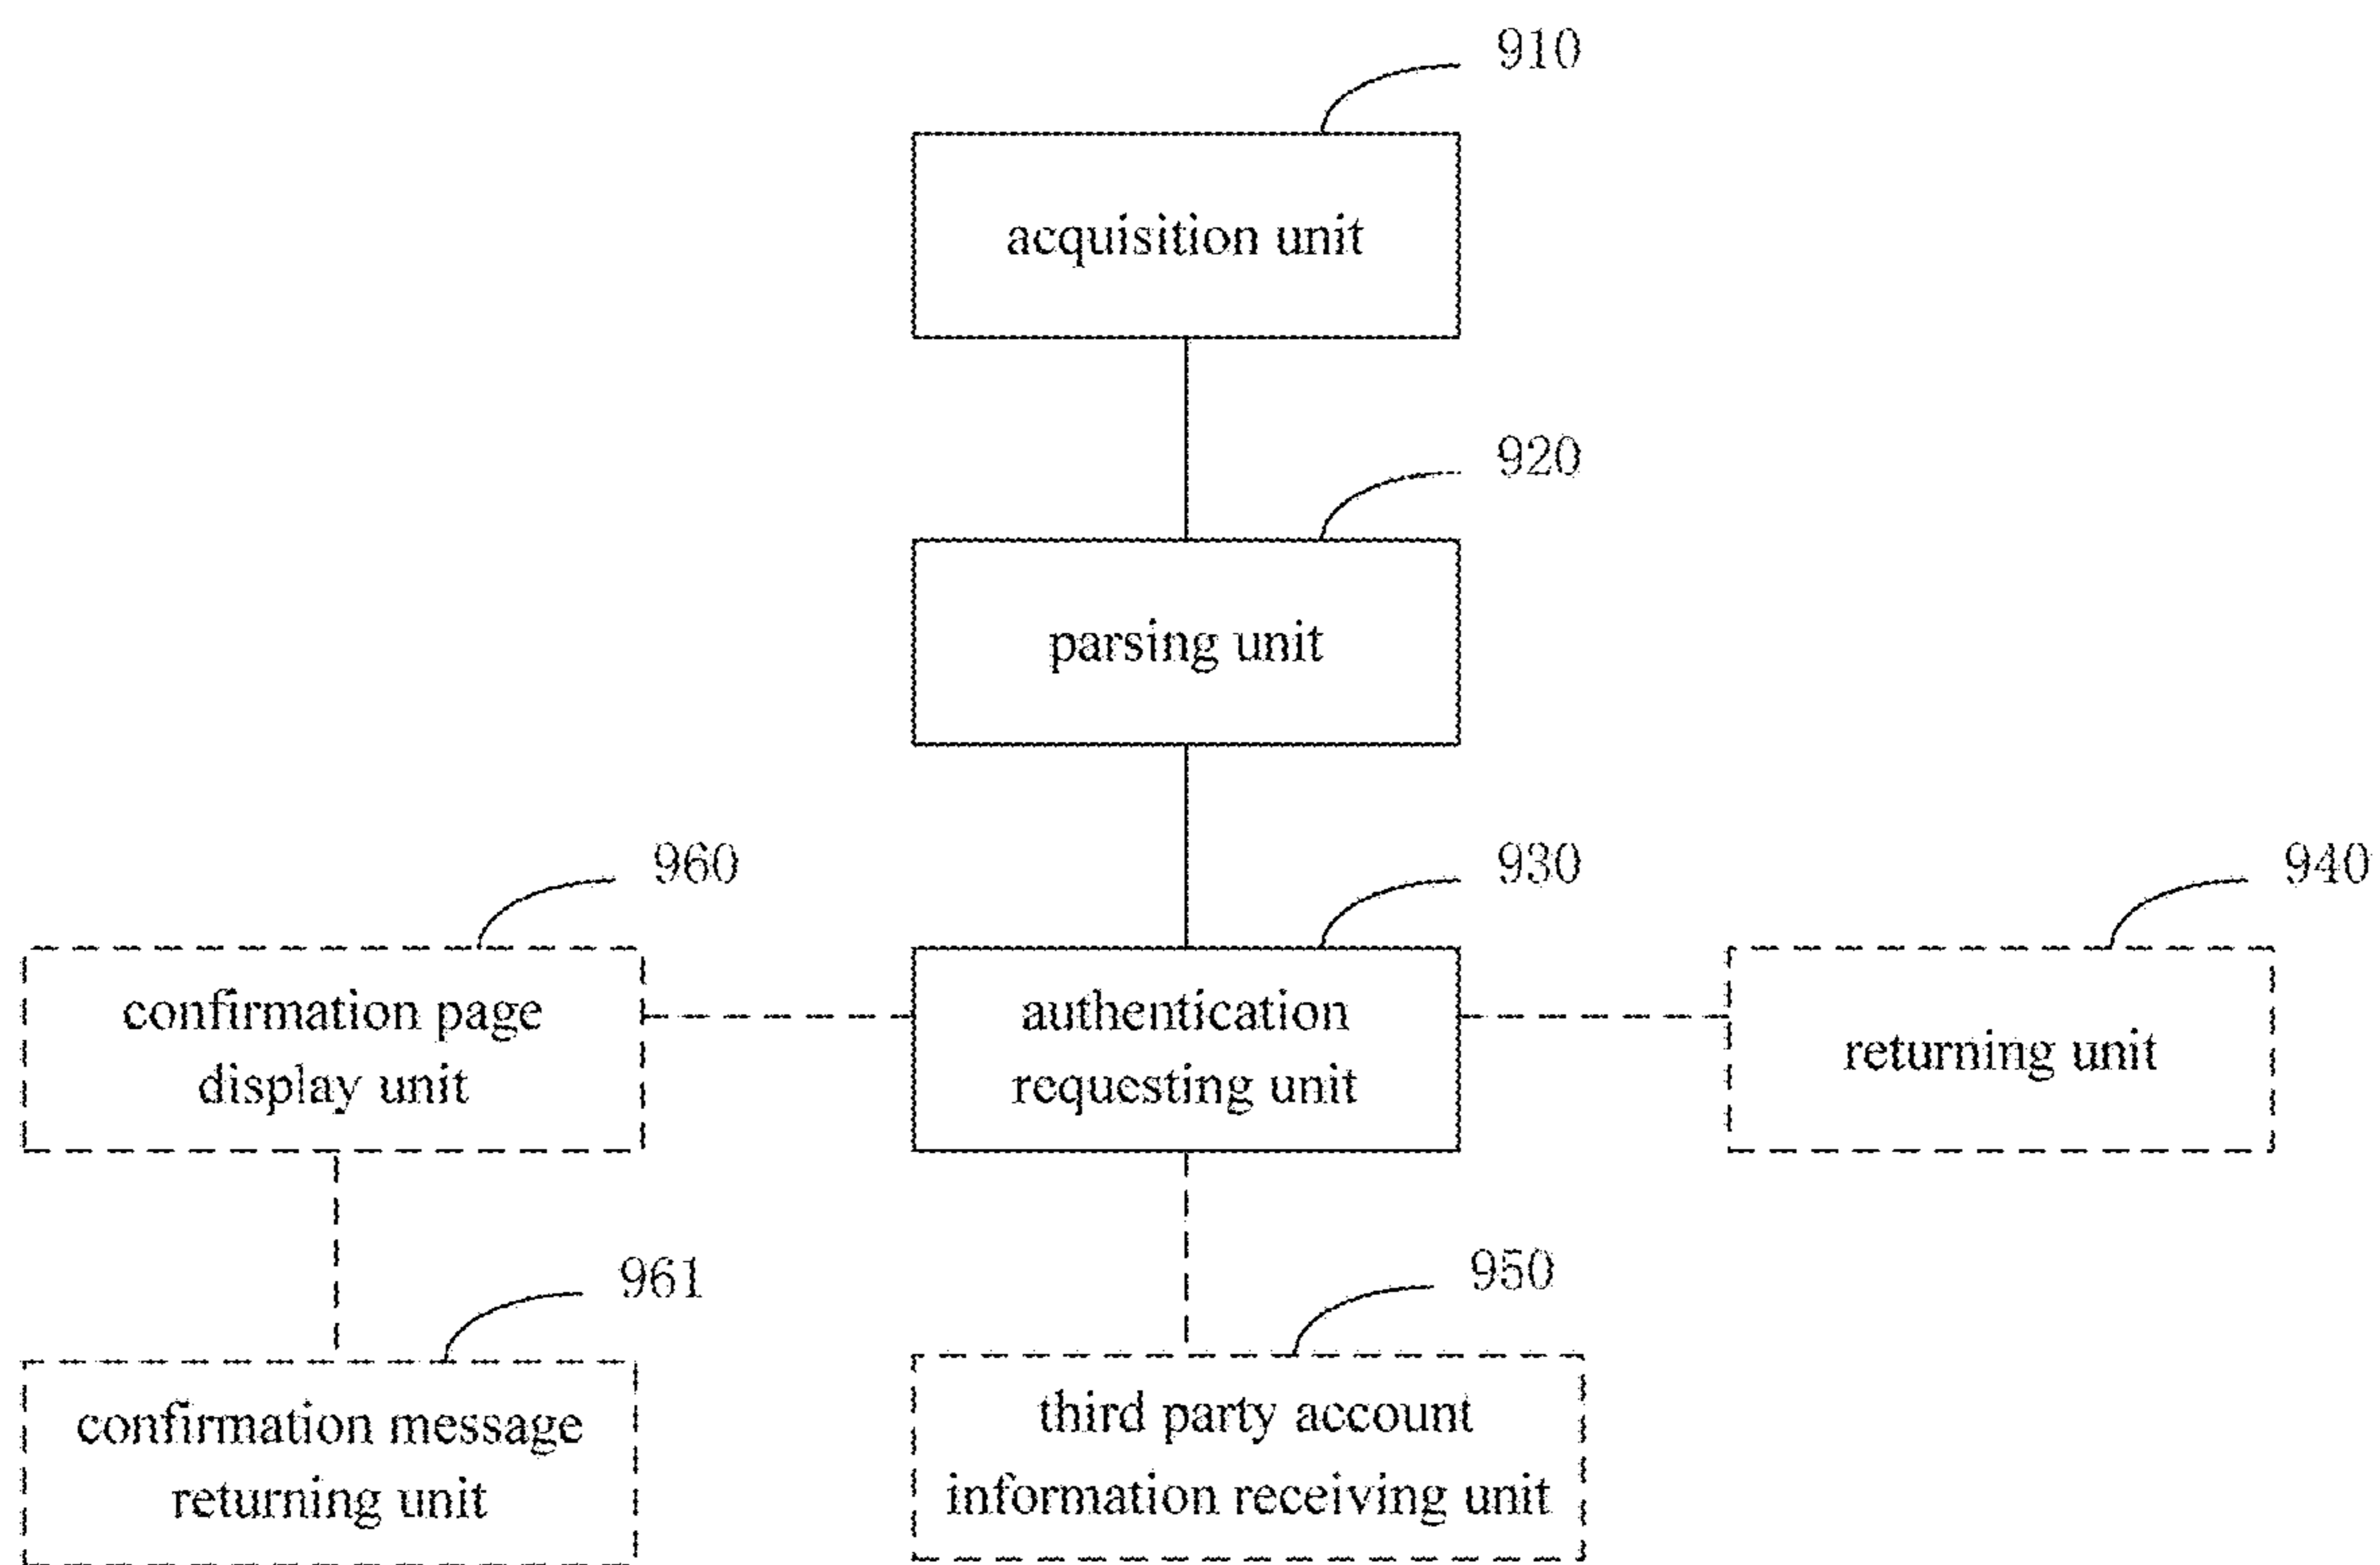 910
acquisition unit
920
parsing unit
960
930
940
confirmation page
display unit
authentication
requesting unit
returning unit
961
950
confirmation message
returning unit
third party account
information receiving unit